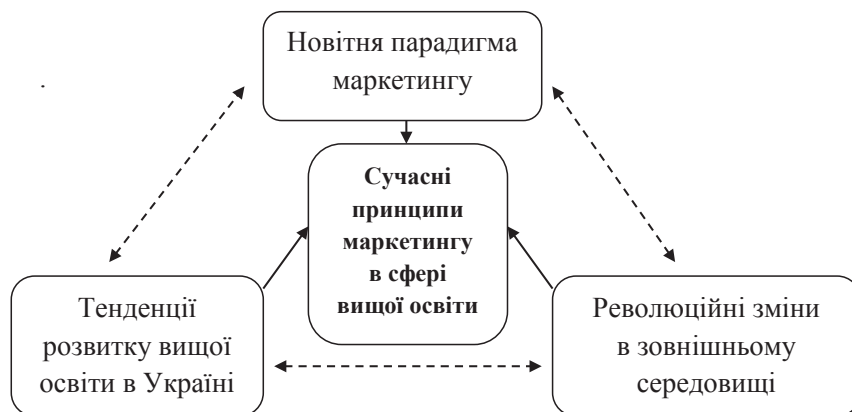 Новітня парадигма
маркетингу
Сучасні
принципи
маркетингу
в сфері
вищої освіти
Тенденції
розвитку вищої
освіти в Україні
Революційні зміни
в зовнішньому
середовищі